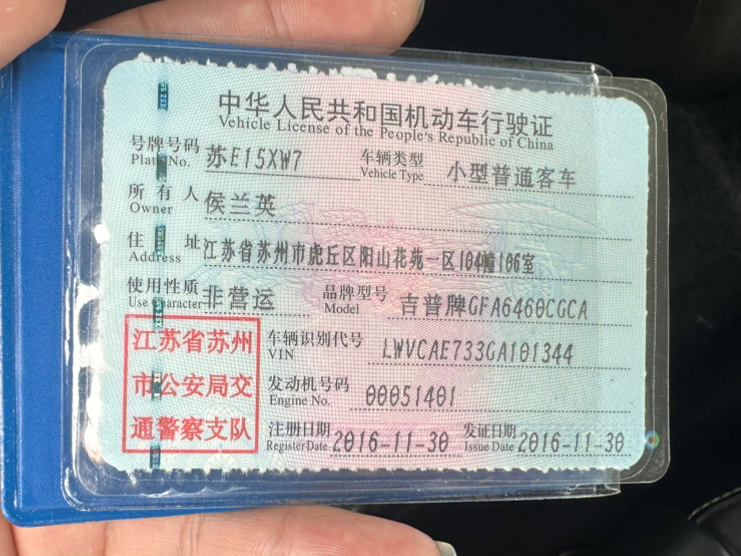 中华人民共和国机动车行驶证
Vehicle License of the People's Republic of China
号牌号码 苏E15XW7 车辆类型 小型普通客车
Plate No. Vehicle Type
所有人 侯兰英
Owner
住址 江苏省苏州市虎丘区阳山花苑一区104幢106室
Address
使用性质 非营运 品牌型号 吉普牌GFA6460CGCA
Use Character Model
江苏省苏州
市公安局交
通警察支队
车辆识别代号 LWVCAE733GA101344
VIN
发动机号码 00051401
Engine No.
注册日期 2016-11-30 发证日期 2016-11-30
Register Date Issue Date